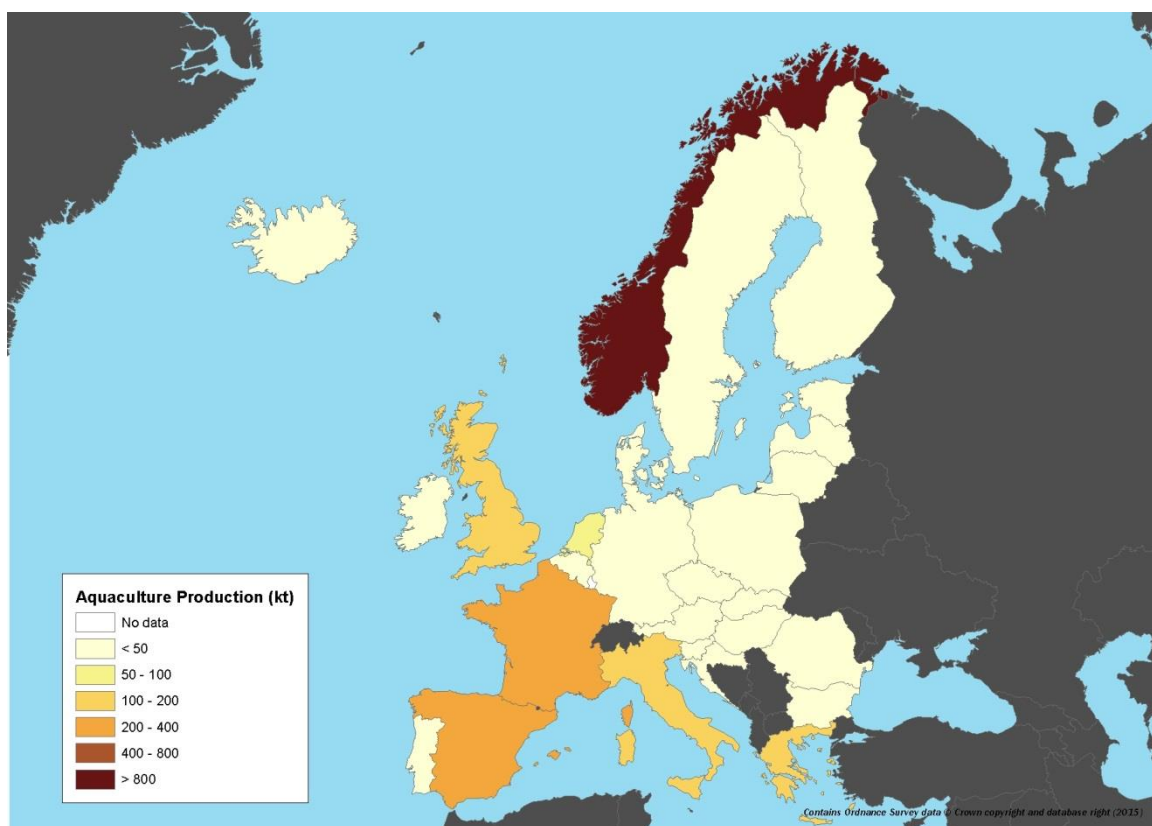 Aquaculture Production (kt)
No data
< 50
50 - 100
100 - 200
200 - 400
400 - 800
> 800
Contains Ordnance Survey data © Crown copyright and database right (2015)